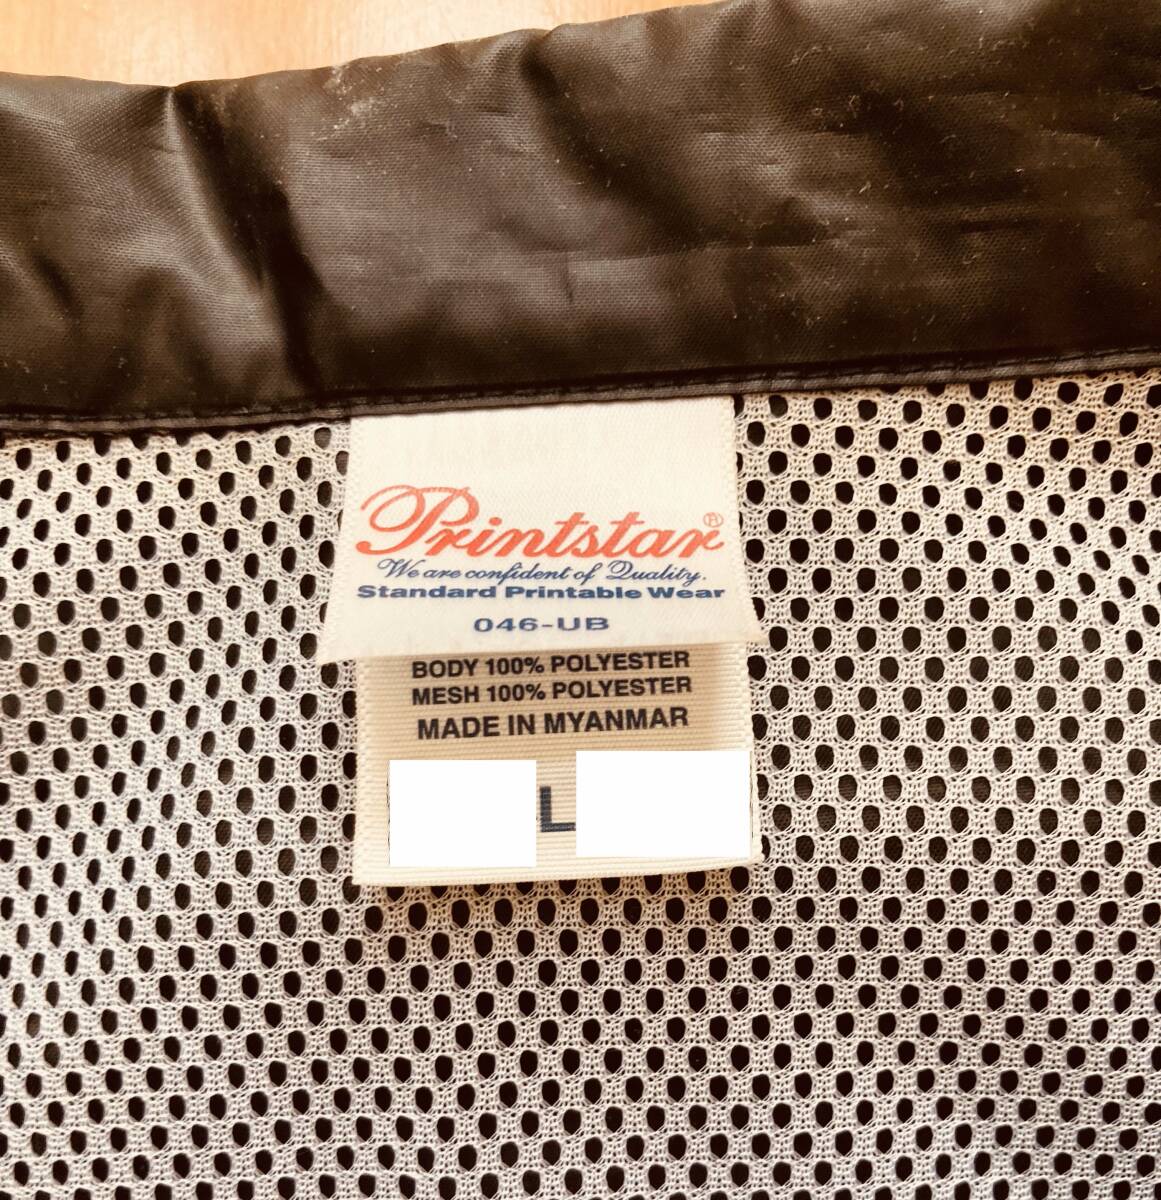 Printstar®
We are confident of Quality.
Standard Printable Wear
046-UB
BODY 100% POLYESTER
MESH 100% POLYESTER
MADE IN MYANMAR
L